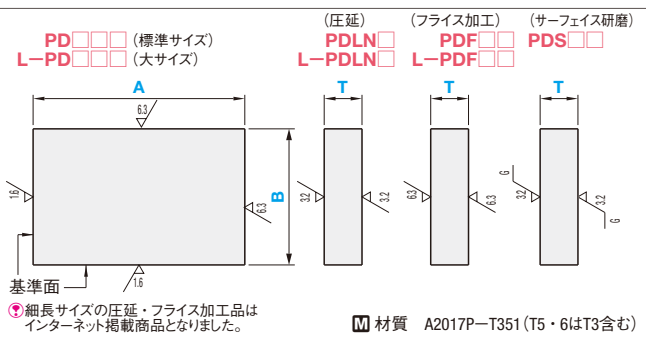 PD□□□（標準サイズ）
L－PD□□□（大サイズ）
（圧延）
PDLN□
L－PDLN□
（フライス加工）
PDF□□
L－PDF□□
（サーフェイス研磨）
PDS□□
A
6.3
1.6
B
6.3
1.6
基準面
T
3.2
3.2
T
6.3
6.3
T
G
3.2
3.2
G
細長サイズの圧延・フライス加工品は
インターネット掲載商品となりました。
M 材質 A2017P－T351（T5・6はT3含む）